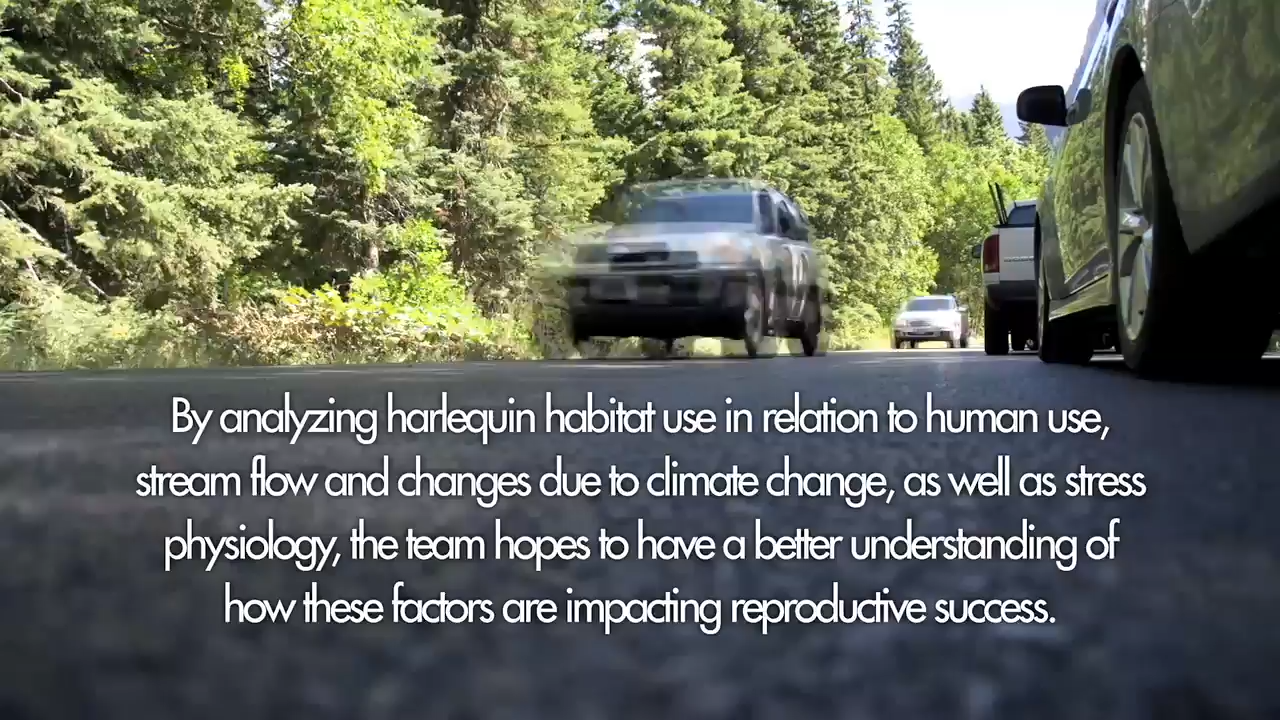 By analyzing harlequin habitat use in relation to human use,
stream flow and changes due to climate change, as well as stress
physiology, the team hopes to have a better understanding of
how these factors are impacting reproductive success.